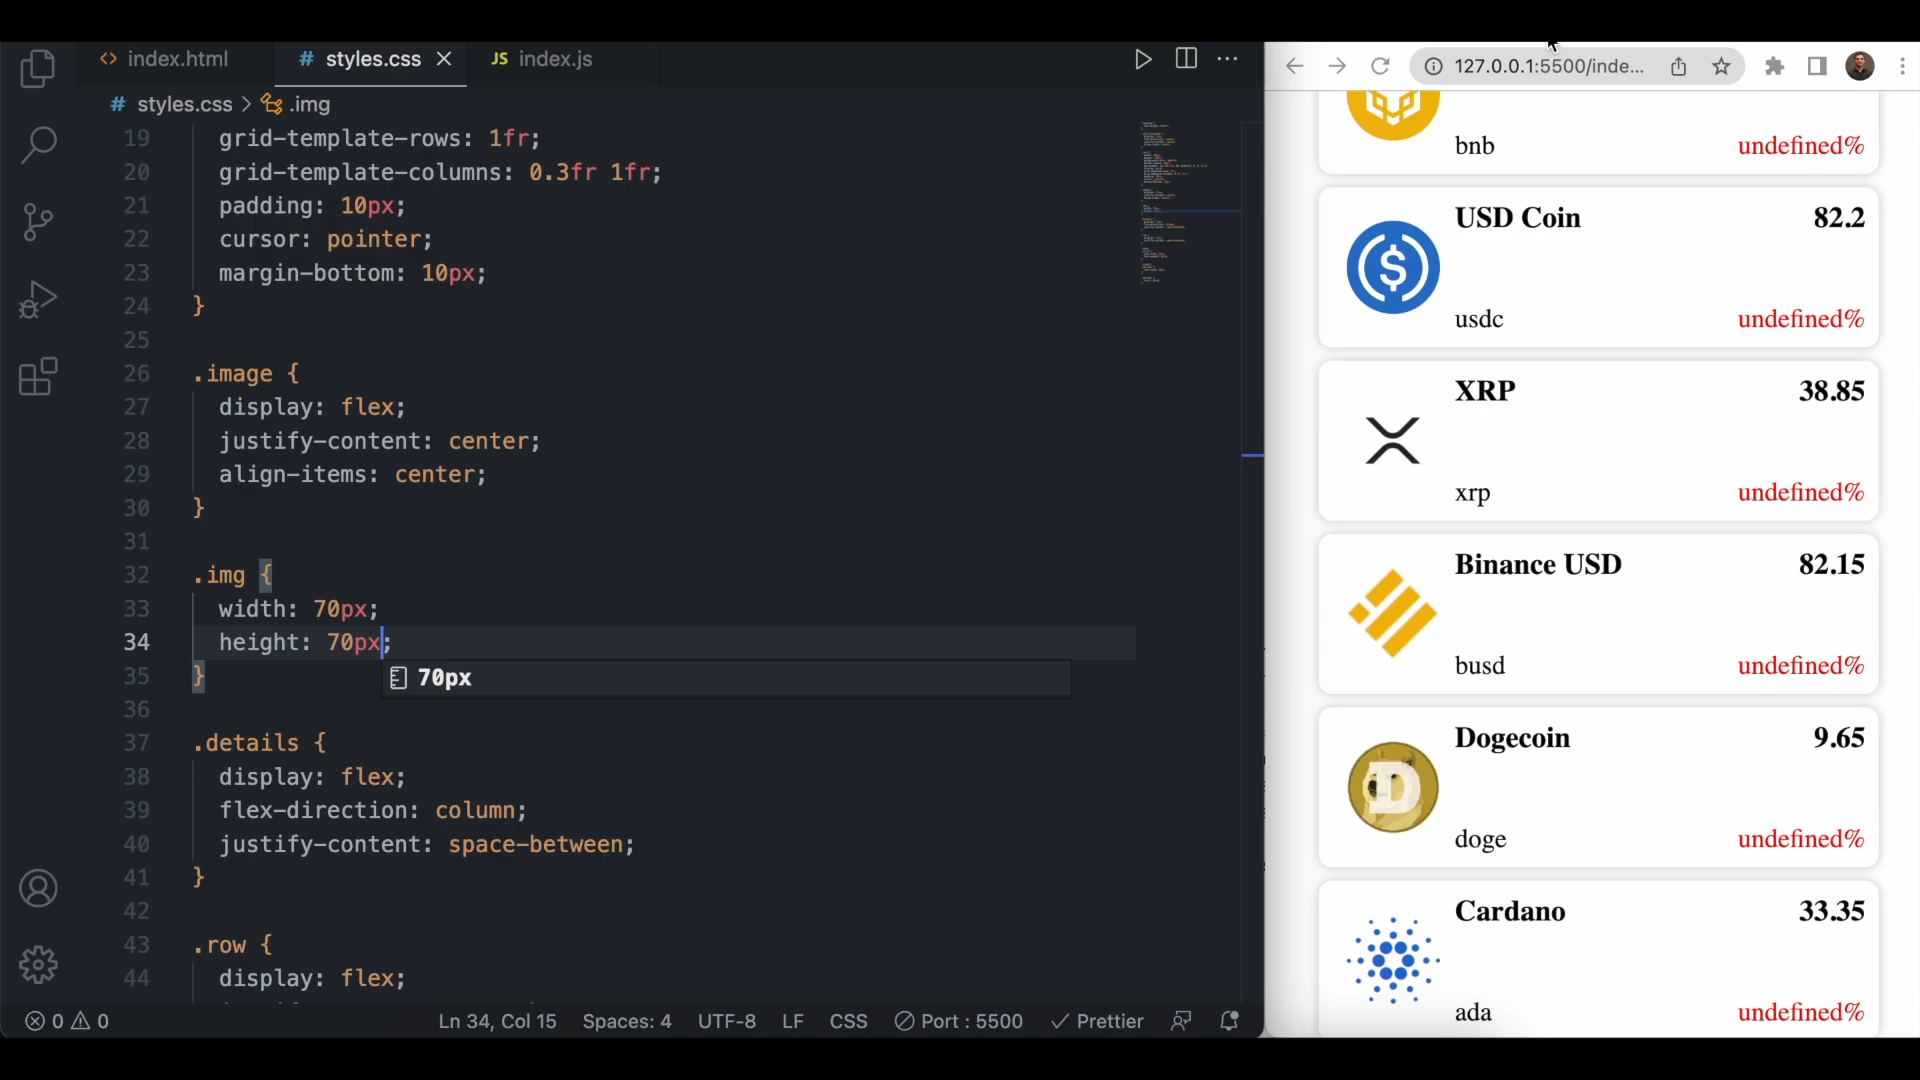 index.html
# styles.css
JS index.js
# styles.css > .img
19 grid-template-rows: 1fr;
20 grid-template-columns: 0.3fr 1fr;
21 padding: 10px;
22 cursor: pointer;
23 margin-bottom: 10px;
24 }
25
26 .image {
27 display: flex;
28 justify-content: center;
29 align-items: center;
30 }
31
32 .img {
33 width: 70px;
34 height: 70px;
70px
35 }
36
37 .details {
38 display: flex;
39 flex-direction: column;
40 justify-content: space-between;
41 }
42
43 .row {
44 display: flex;
0 0
Ln 34, Col 15
Spaces: 4
UTF-8
LF
CSS
Port : 5500
Prettier
127.0.0.1:5500/inde...
bnb undefined%
USD Coin 82.2
usdc undefined%
XRP 38.85
xrp undefined%
Binance USD 82.15
busd undefined%
Dogecoin 9.65
doge undefined%
Cardano 33.35
ada undefined%